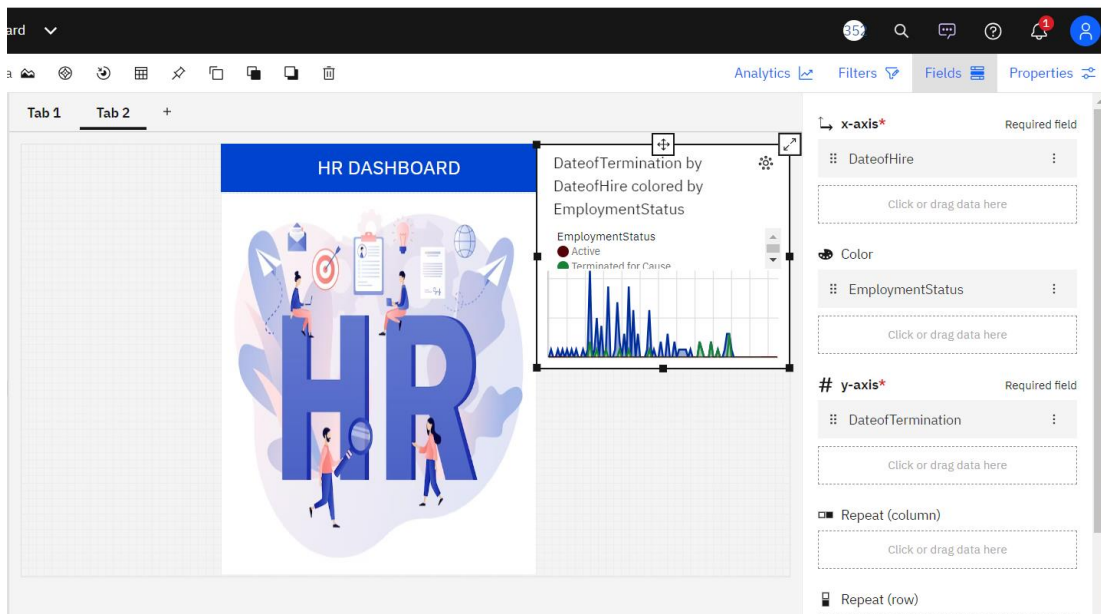 ard
352
1
a
Analytics
Filters
Fields
Properties
Tab 1
Tab 2
+
HR DASHBOARD
DateofTermination by
DateofHire colored by
EmploymentStatus
EmploymentStatus
Active
Terminated for Cause
HR
x-axis*
Required field
DateofHire
Click or drag data here
Color
EmploymentStatus
Click or drag data here
# y-axis*
Required field
DateofTermination
Click or drag data here
Repeat (column)
Click or drag data here
Repeat (row)